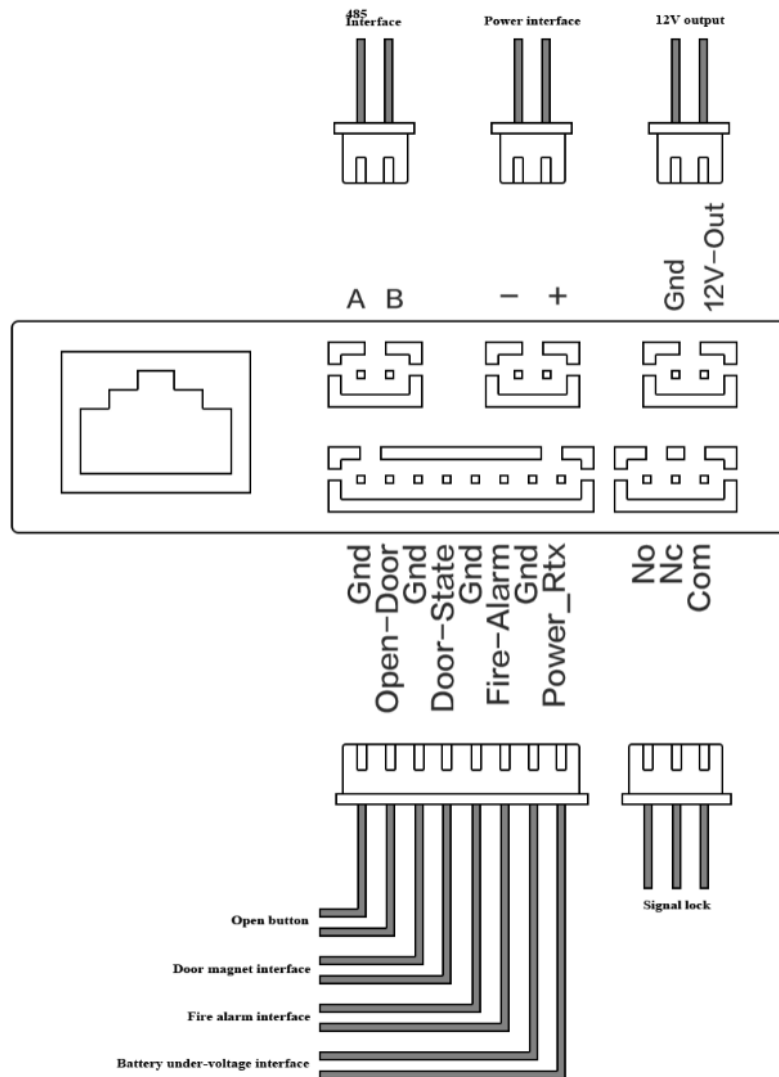 485
Interface
Power interface
12V output
A
B
−
+
Gnd
12V-Out
Gnd
Open-Door
Gnd
Door-State
Gnd
Fire-Alarm
Gnd
Power_Rtx
No
Nc
Com
Signal lock
Open button
Door magnet interface
Fire alarm interface
Battery under-voltage interface